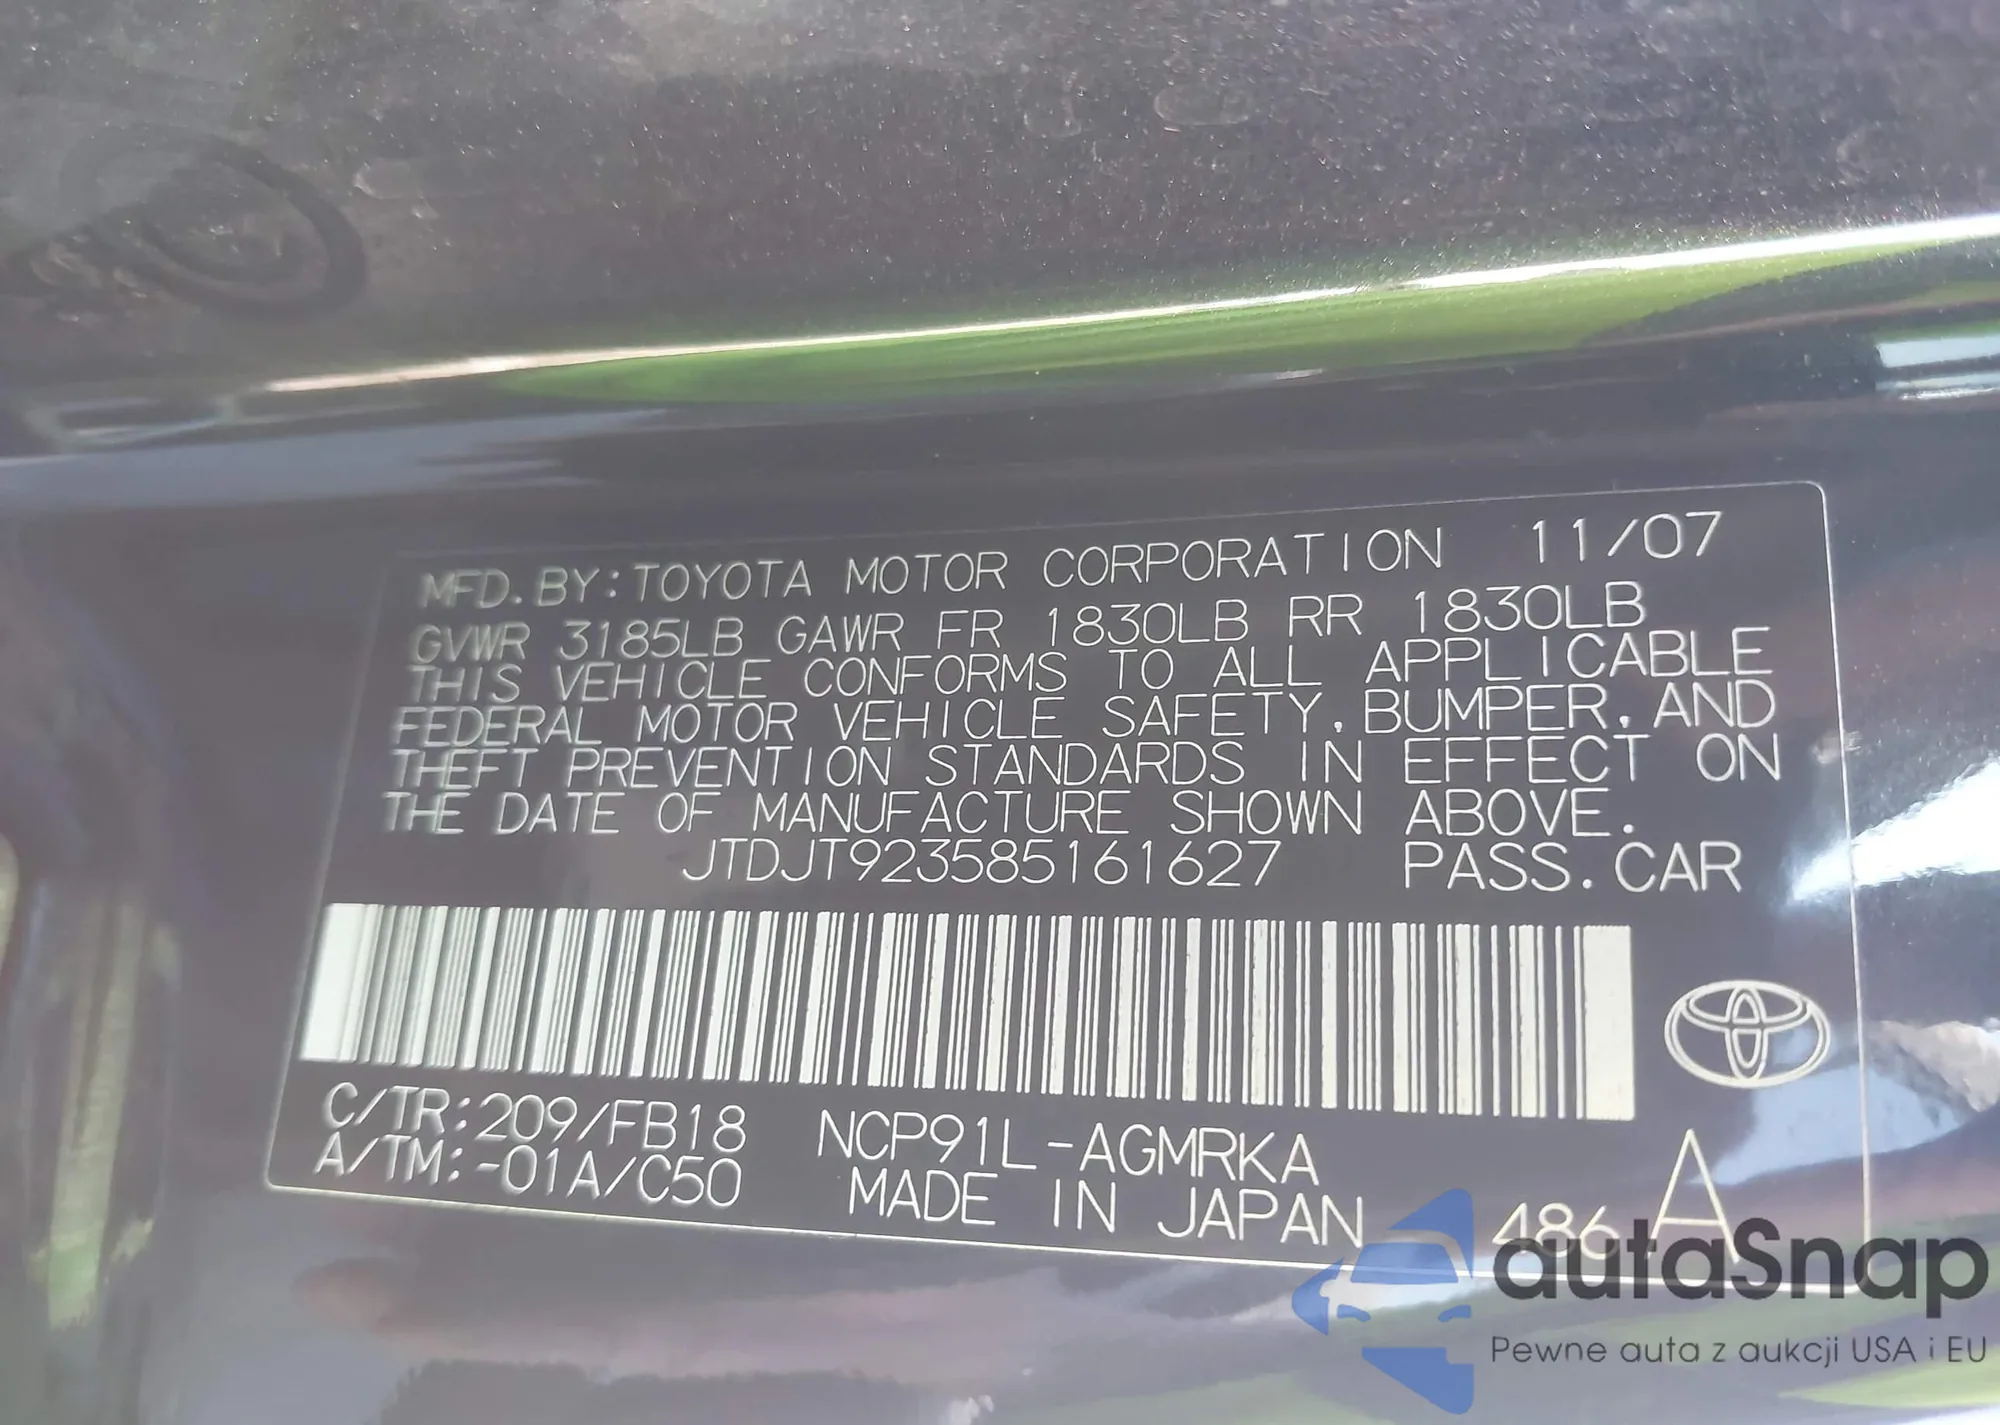 MFD. BY: TOYOTA MOTOR CORPORATION 11/07
GVWR 3185LB GAWR FR 1830LB RR 1830LB
THIS VEHICLE CONFORMS TO ALL APPLICABLE
FEDERAL MOTOR VEHICLE SAFETY, BUMPER, AND
THEFT PREVENTION STANDARDS IN EFFECT ON
THE DATE OF MANUFACTURE SHOWN ABOVE.
JTDJT923585161627 PASS. CAR
C/TR: 209/FB18 NCP91L-AGMRKA
A/TM: -01A/C50 MADE IN JAPAN 486 A
autaSnap
Pewne auta z aukcji USA i EU